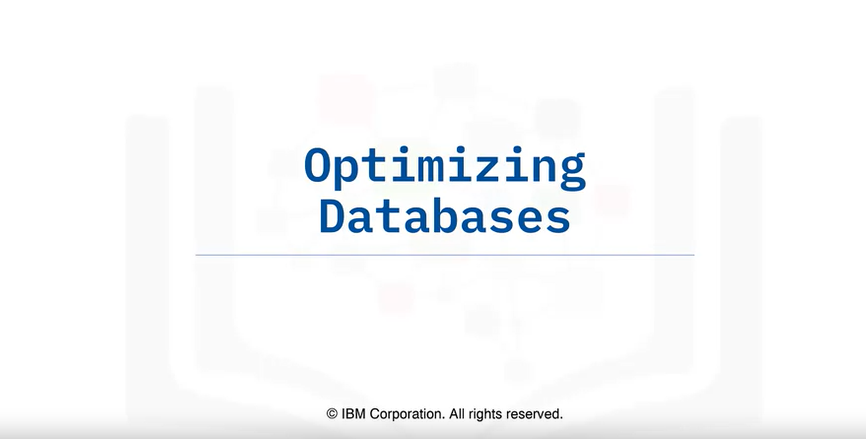 Optimizing
Databases
© IBM Corporation. All rights reserved.